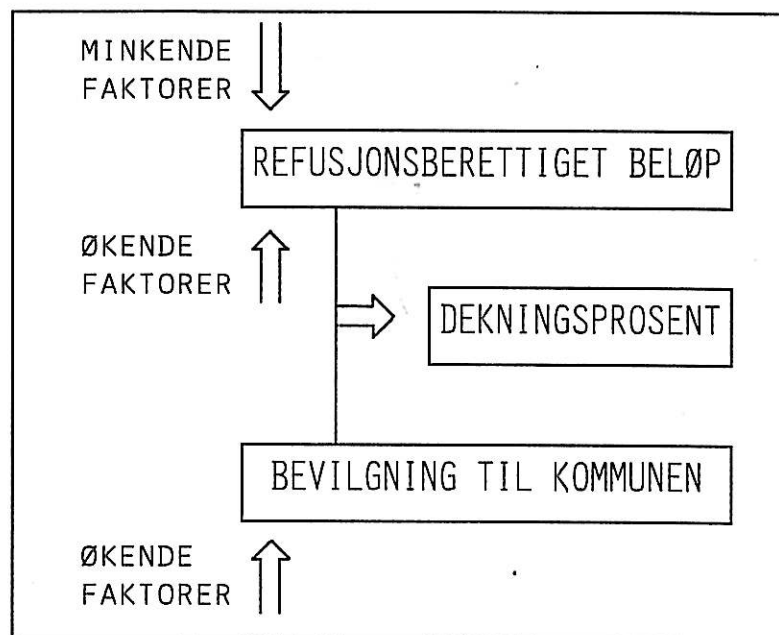 MINKENDE
FAKTORER
REFUSJONSBERETTIGET BELØP
ØKENDE
FAKTORER
DEKNINGSPROSENT
BEVILGNING TIL KOMMUNEN
ØKENDE
FAKTORER